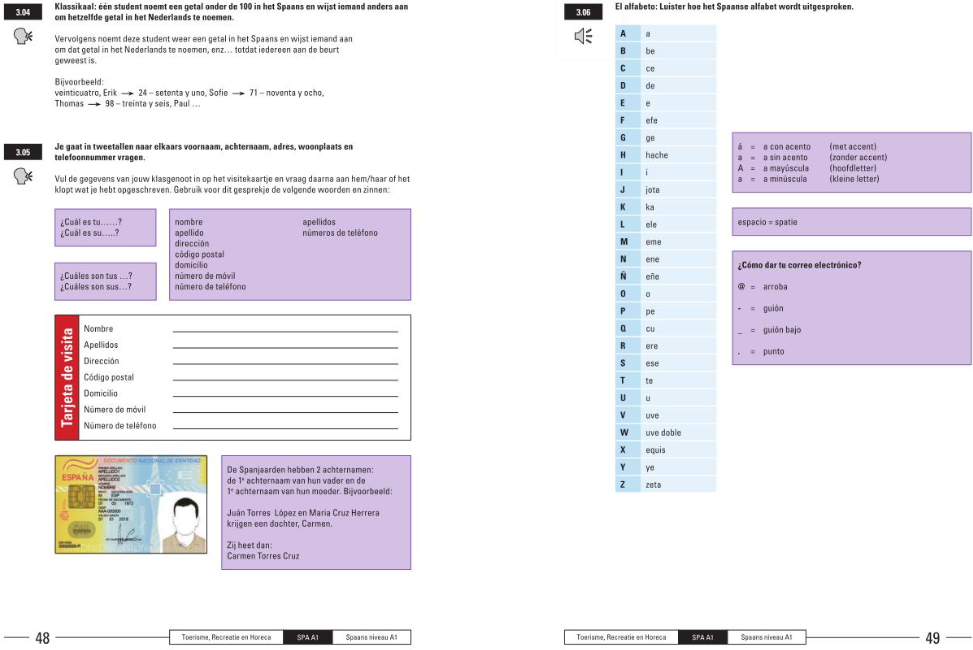 3.04
Klassikaal: één student noemt een getal onder de 100 in het Spaans en wijst iemand anders aan
om hetzelfde getal in het Nederlands te noemen.
Vervolgens noemt deze student weer een getal in het Spaans en wijst iemand aan
om dat getal in het Nederlands te noemen, enz… totdat iedereen aan de beurt
geweest is.
Bijvoorbeeld:
veinticuatro, Erik → 24 – setenta y uno, Sofie → 71 – noventa y ocho,
Thomas → 98 – treinta y seis, Paul …
3.05
Je gaat in tweetallen naar elkaars voornaam, achternaam, adres, woonplaats en
telefoonnummer vragen.
Vul de gegevens van jouw klasgenoot in op het visitekaartje en vraag daarna aan hem/haar of het
klopt wat je hebt opgeschreven. Gebruik voor dit gesprekje de volgende woorden en zinnen:
¿Cuál es tu……?
¿Cuál es su…..?
¿Cuáles son tus …?
¿Cuáles son sus…?
nombre
apellido
dirección
código postal
domicilio
número de móvil
número de teléfono
apellidos
números de teléfono
Tarjeta de visita
Nombre
Apellidos
Dirección
Código postal
Domicilio
Número de móvil
Número de teléfono
DOCUMENTO NACIONAL DE IDENTIDAD
ESPAÑA
De Spanjaarden hebben 2 achternamen:
de 1e achternaam van hun vader en de
1e achternaam van hun moeder. Bijvoorbeeld:
Juán Torres López en Maria Cruz Herrera
krijgen een dochter, Carmen.
Zij heet dan:
Carmen Torres Cruz
48
Toerisme, Recreatie en Horeca SPA A1 Spaans niveau A1
3.06
El alfabeto: Luister hoe het Spaanse alfabet wordt uitgesproken.
A a
B be
C ce
D de
E e
F efe
G ge
H hache
I i
J jota
K ka
L ele
M eme
N ene
Ñ eñe
O o
P pe
Q cu
R ere
S ese
T te
U u
V uve
W uve doble
X equis
Y ye
Z zeta
á = a con acento (met accent)
a = a sin acento (zonder accent)
A = a mayúscula (hoofdletter)
a = a minúscula (kleine letter)
espacio = spatie
¿Cómo dar tu correo electrónico?
@ = arroba
- = guión
_ = guión bajo
. = punto
Toerisme, Recreatie en Horeca SPA A1 Spaans niveau A1
49